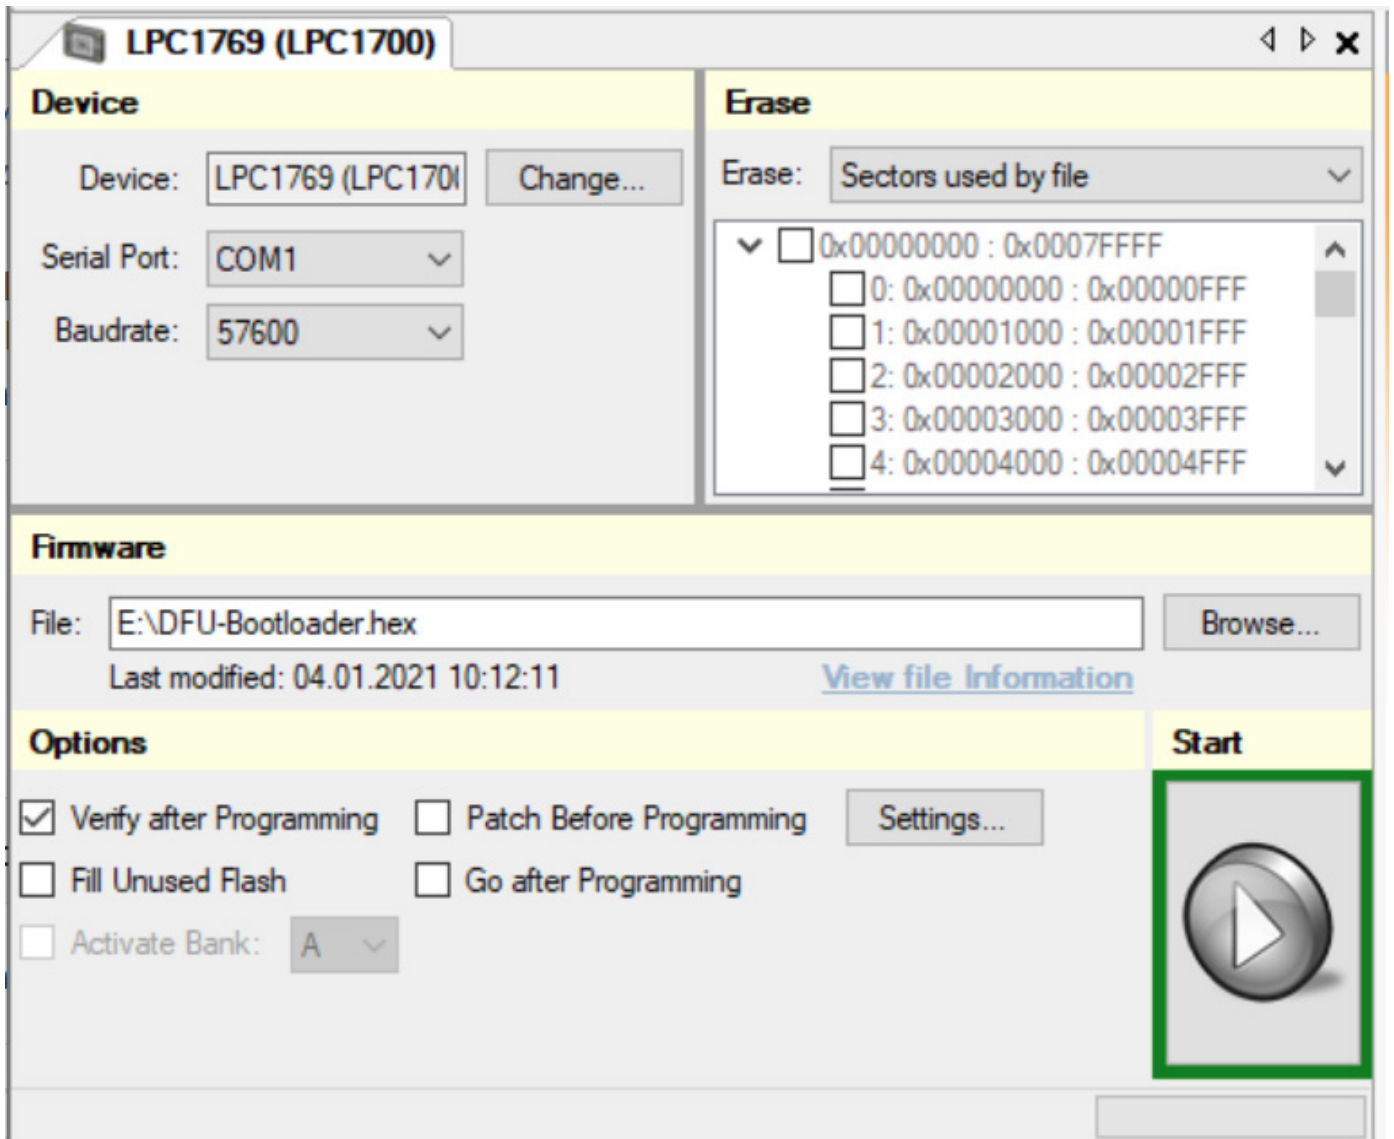 LPC1769 (LPC1700)
Device
Device: LPC1769 (LPC170 Change...
Serial Port: COM1
Baudrate: 57600
Erase
Erase: Sectors used by file
0x00000000 : 0x0007FFFF
0: 0x00000000 : 0x00000FFF
1: 0x00001000 : 0x00001FFF
2: 0x00002000 : 0x00002FFF
3: 0x00003000 : 0x00003FFF
4: 0x00004000 : 0x00004FFF
Firmware
File: E:\DFU-Bootloader.hex Browse...
Last modified: 04.01.2021 10:12:11 View file Information
Options
Verify after Programming Patch Before Programming Settings...
Fill Unused Flash Go after Programming
Activate Bank: A
Start